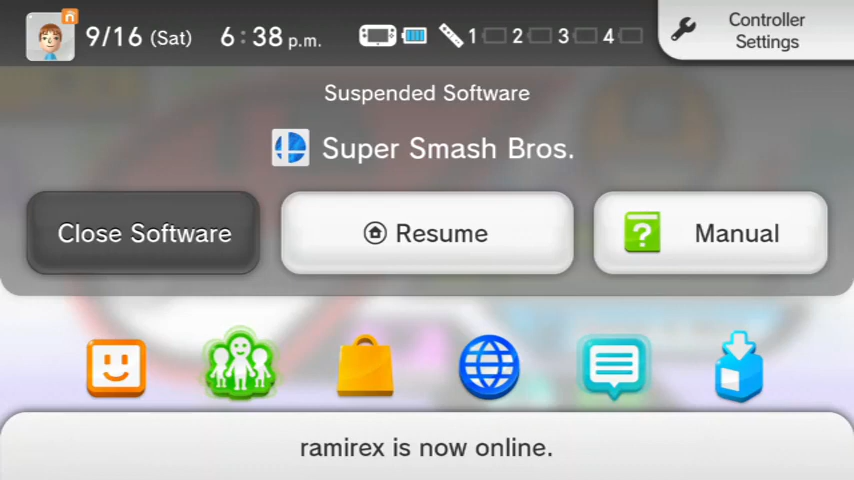 9/16 (Sat) 6:38 p.m. 1 2 3 4
Controller
Settings
Suspended Software
Super Smash Bros.
Close Software
Resume
? Manual
ramirex is now online.